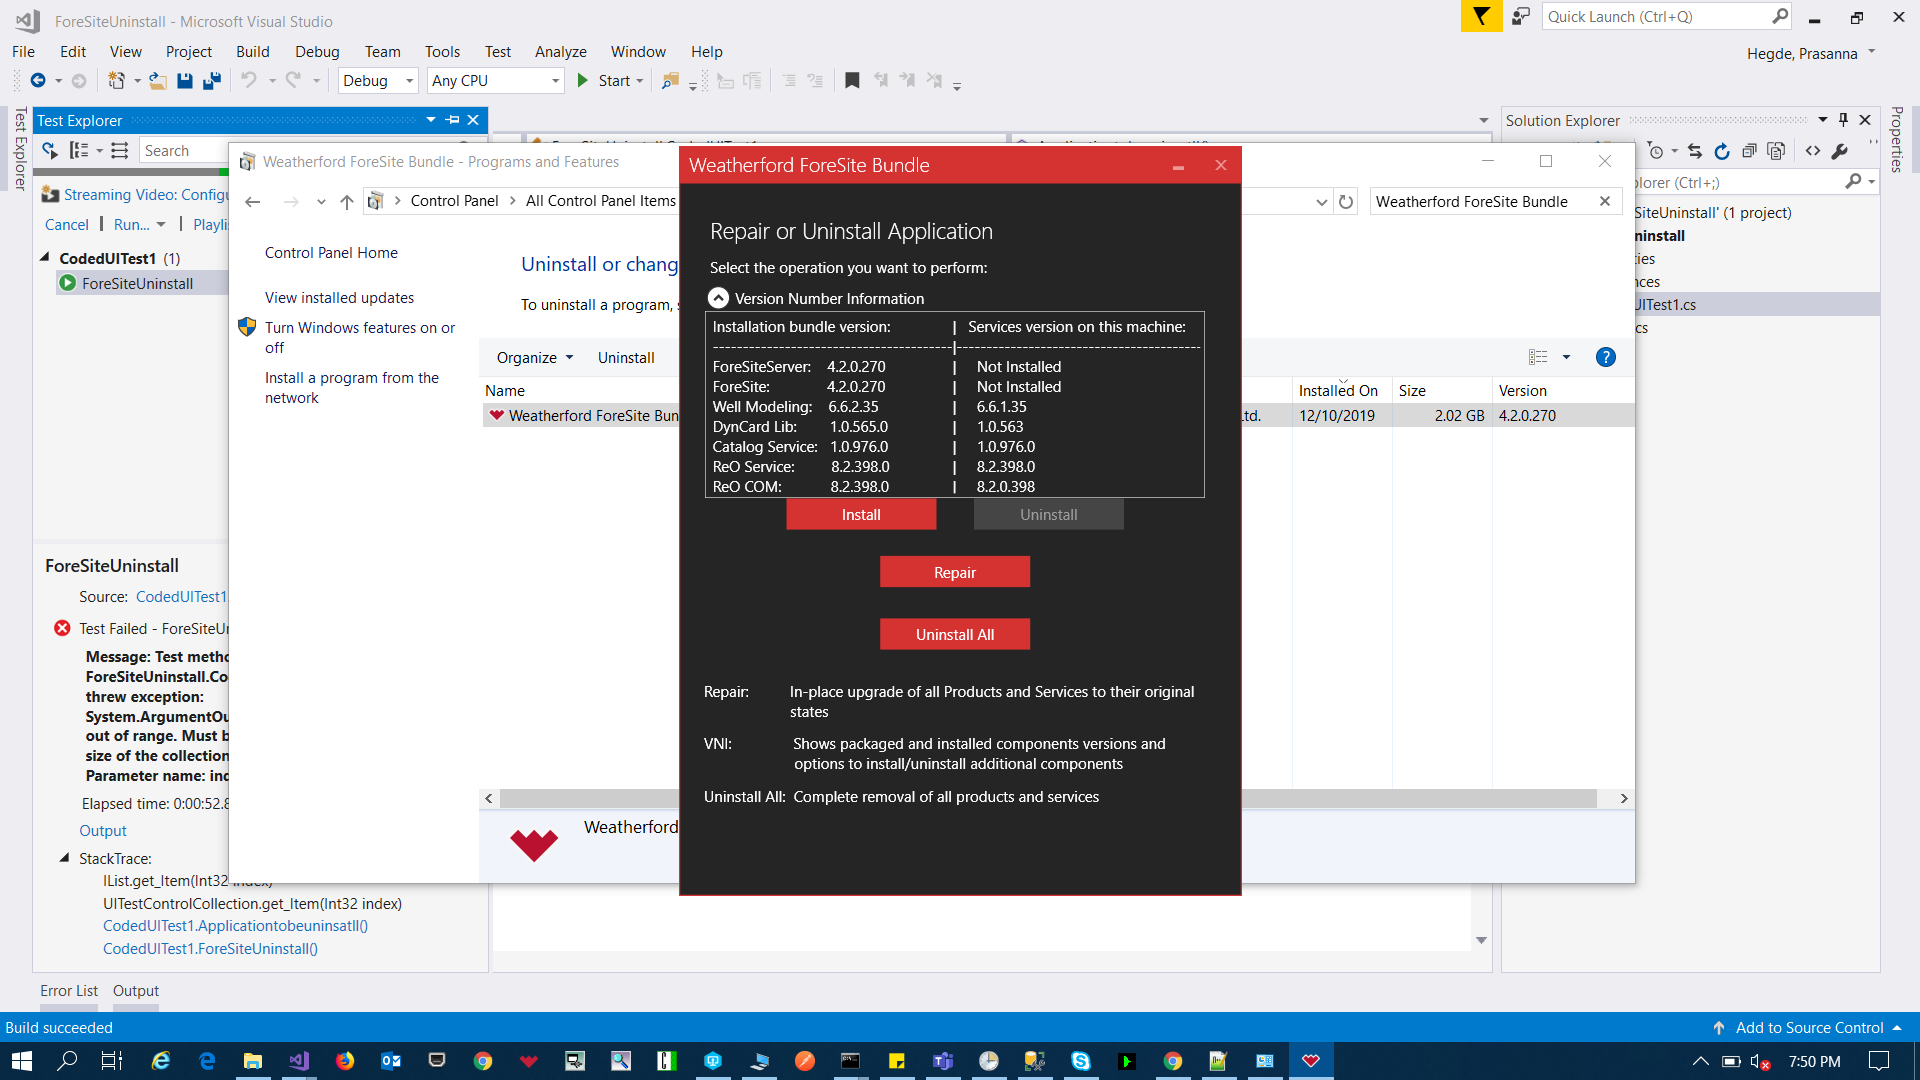 ForeSiteUninstall - Microsoft Visual Studio
Quick Launch (Ctrl+Q)
File Edit View Project Build Debug Team Tools Test Analyze Window Help
Hegde, Prasanna
Debug Any CPU Start
Test Explorer
Test Explorer
Search
Streaming Video: Configu
Cancel Run... Playli
CodedUITest1 (1)
ForeSiteUninstall
ForeSiteUninstall
Source: CodedUITest1
Test Failed - ForeSiteUn
Message: Test metho
ForeSiteUninstall.Co
threw exception:
System.ArgumentOu
out of range. Must b
size of the collection
Parameter name: ind
Elapsed time: 0:00:52.8
Output
StackTrace:
IList.get_Item(Int32 index)
UITestControlCollection.get_Item(Int32 index)
CodedUITest1.Applicationtobeuninsatll()
CodedUITest1.ForeSiteUninstall()
Weatherford ForeSite Bundle - Programs and Features
Control Panel > All Control Panel Items
Weatherford ForeSite Bundle
Control Panel Home
View installed updates
Turn Windows features on or
off
Install a program from the
network
Uninstall or chang
To uninstall a program, s
Organize Uninstall
Name Installed On Size Version
Weatherford ForeSite Bun td. 12/10/2019 2.02 GB 4.2.0.270
Weatherford
Weatherford ForeSite Bundle
Repair or Uninstall Application
Select the operation you want to perform:
Version Number Information
Installation bundle version: | Services version on this machine:
ForeSiteServer: 4.2.0.270 | Not Installed
ForeSite: 4.2.0.270 | Not Installed
Well Modeling: 6.6.2.35 | 6.6.1.35
DynCard Lib: 1.0.565.0 | 1.0.563
Catalog Service: 1.0.976.0 | 1.0.976.0
ReO Service: 8.2.398.0 | 8.2.398.0
ReO COM: 8.2.398.0 | 8.2.0.398
Install Uninstall
Repair
Uninstall All
Repair: In-place upgrade of all Products and Services to their original
states
VNI: Shows packaged and installed components versions and
options to install/uninstall additional components
Uninstall All: Complete removal of all products and services
Solution Explorer
Properties
plorer (Ctrl+;)
SiteUninstall' (1 project)
ninstall
ties
nces
UITest1.cs
cs
Error List Output
Build succeeded
Add to Source Control
7:50 PM